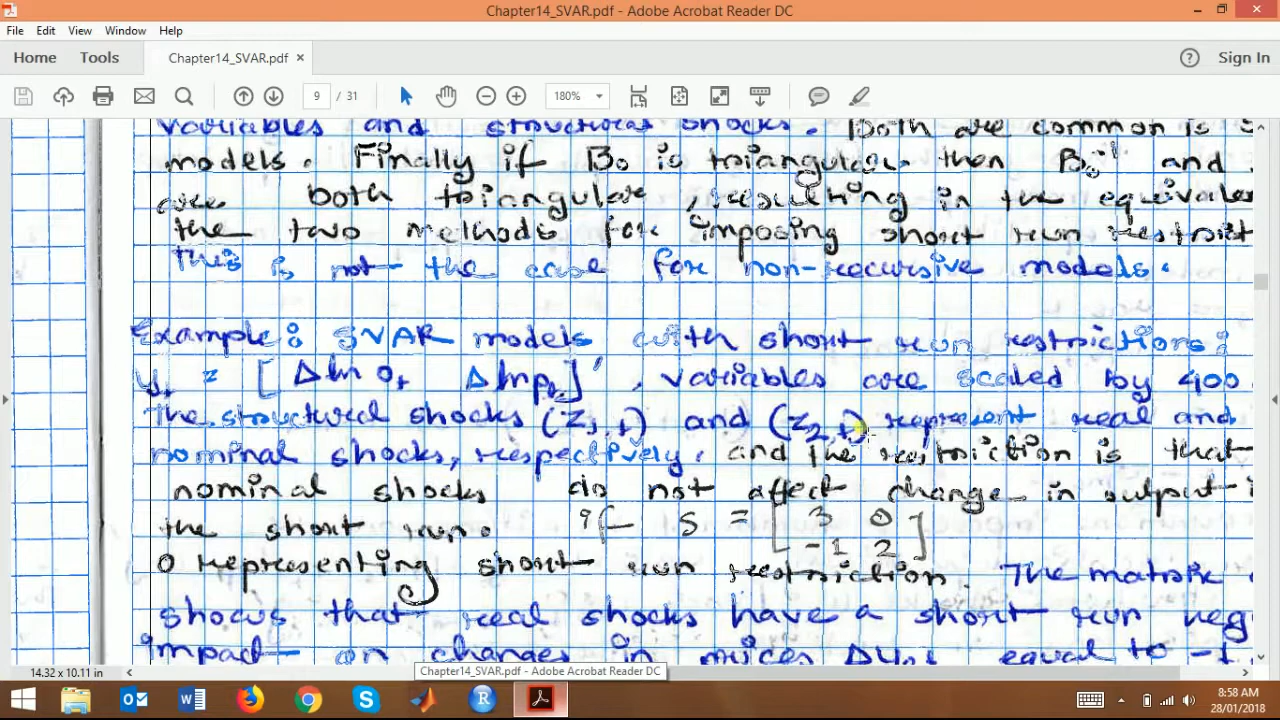 Chapter14_SVAR.pdf - Adobe Acrobat Reader DC
File Edit View Window Help
Home Tools Chapter14_SVAR.pdf × Sign In
9 / 31 180%
variables and structural shocks. Both are common is
models. Finally if B₀ is triangular then B₀⁻¹ and
are both triangular, resulting in the
the two methods for imposing short run
This is not the case for non-recursive models.
Example: SVAR models with short run restrictions:
yₜ = [Δln oₜ Δln pₜ]', variables are scaled by 400
the structural shocks (z₁,ₜ) and (z₂,ₜ) represent real and
nominal shocks, respectively. and the restriction is that
nominal shocks do not affect change in output
the short run. if S = [3 0
-1 2]
0 representing short run restriction. The matrix
shows that real shocks have a short run neg
impact on changes in prices equal to -1
14.32 x 10.11 in
Chapter14_SVAR.pdf - Adobe Acrobat Reader DC
8:58 AM
28/01/2018